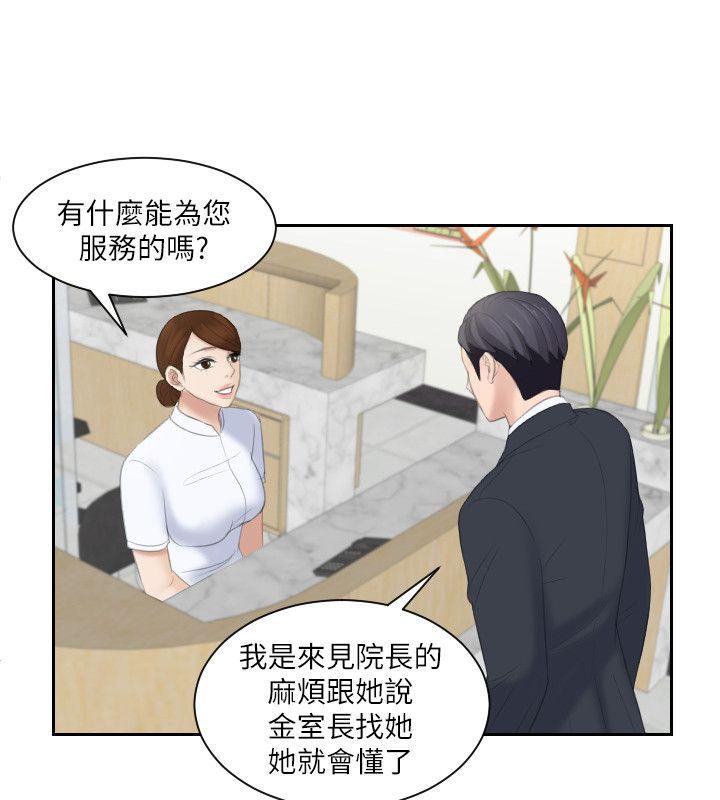 有什麼能為您
服務的嗎?
我是來見院長的
麻煩跟她說
金室長找她
她就會懂了